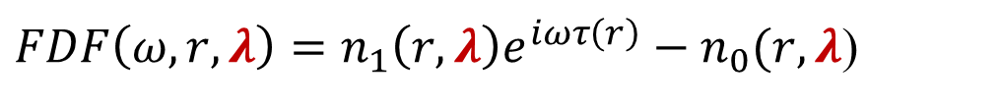 FDF(ω, r, λ) = n₁(r, λ)e^{iωτ(r)} − n₀(r, λ)